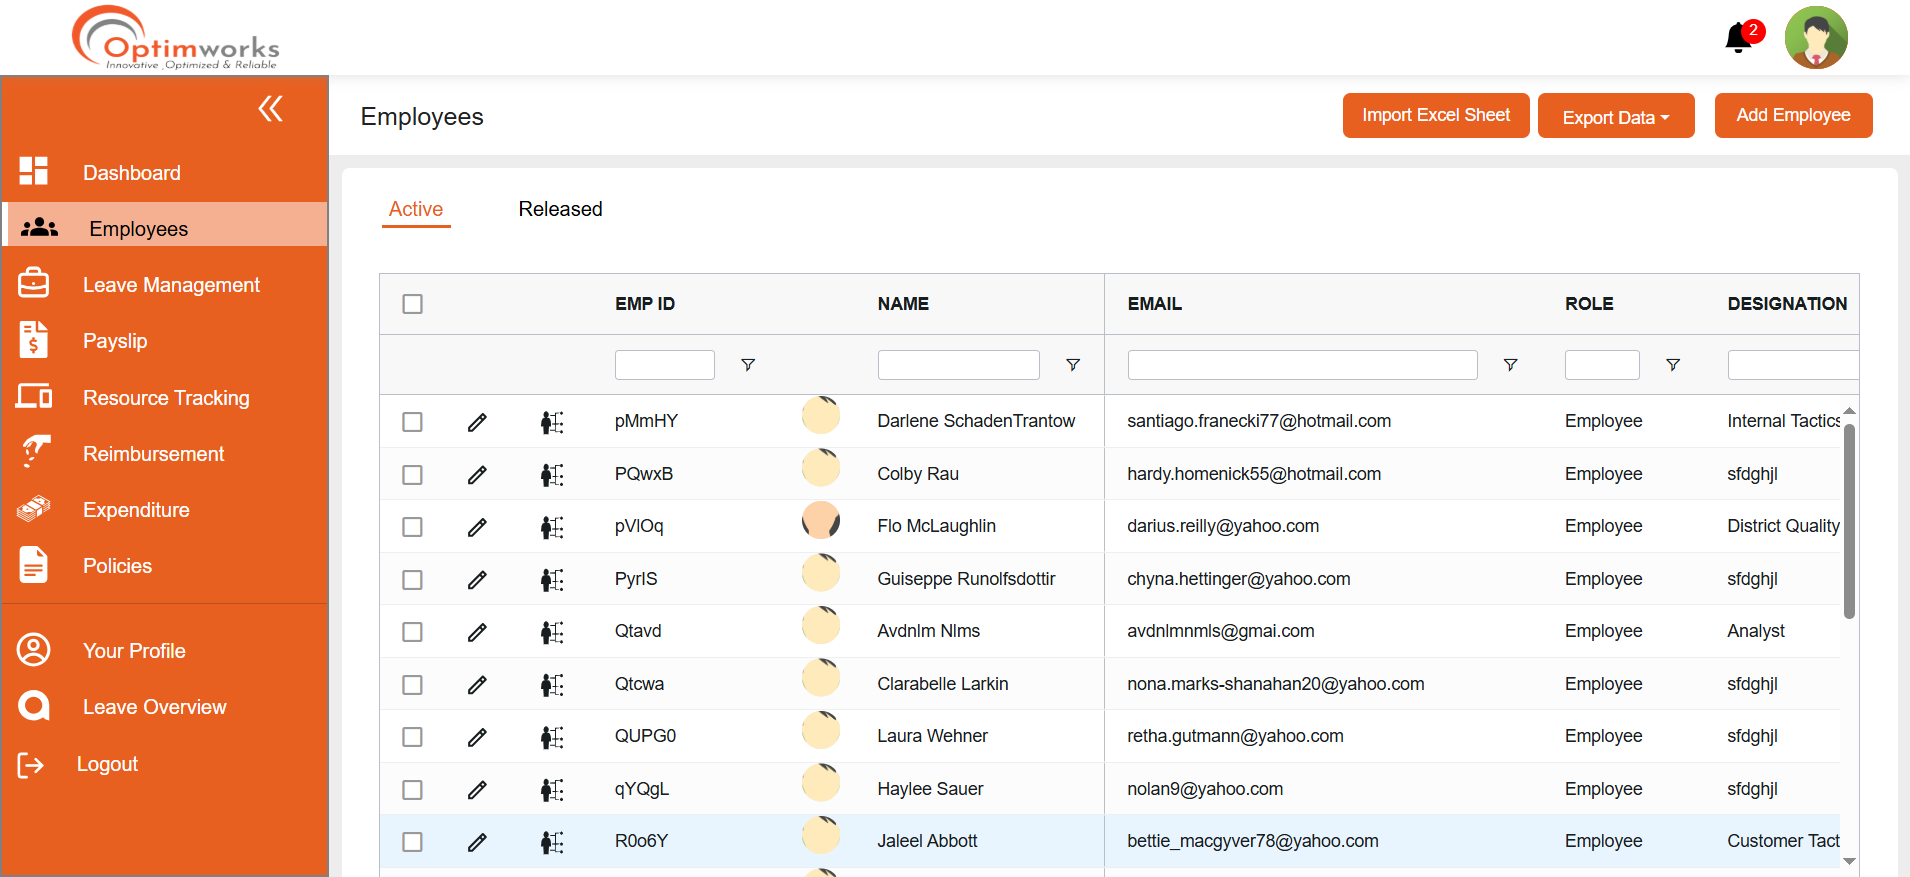 Optimworks
Innovative ,Optimized & Reliable
2
Employees
Import Excel Sheet
Export Data
Add Employee
Dashboard
Employees
Leave Management
Payslip
Resource Tracking
Reimbursement
Expenditure
Policies
Your Profile
Leave Overview
Logout
Active Released
EMP ID NAME EMAIL ROLE DESIGNATION
pMmHY Darlene SchadenTrantow santiago.franecki77@hotmail.com Employee Internal Tactics
PQwxB Colby Rau hardy.homenick55@hotmail.com Employee sfdghjl
pVlOq Flo McLaughlin darius.reilly@yahoo.com Employee District Quality
PyrIS Guiseppe Runolfsdottir chyna.hettinger@yahoo.com Employee sfdghjl
Qtavd Avdnlm Nlms avdnlmnmls@gmai.com Employee Analyst
Qtcwa Clarabelle Larkin nona.marks-shanahan20@yahoo.com Employee sfdghjl
QUPG0 Laura Wehner retha.gutmann@yahoo.com Employee sfdghjl
qYQgL Haylee Sauer nolan9@yahoo.com Employee sfdghjl
R0o6Y Jaleel Abbott bettie_macgyver78@yahoo.com Employee Customer Tact